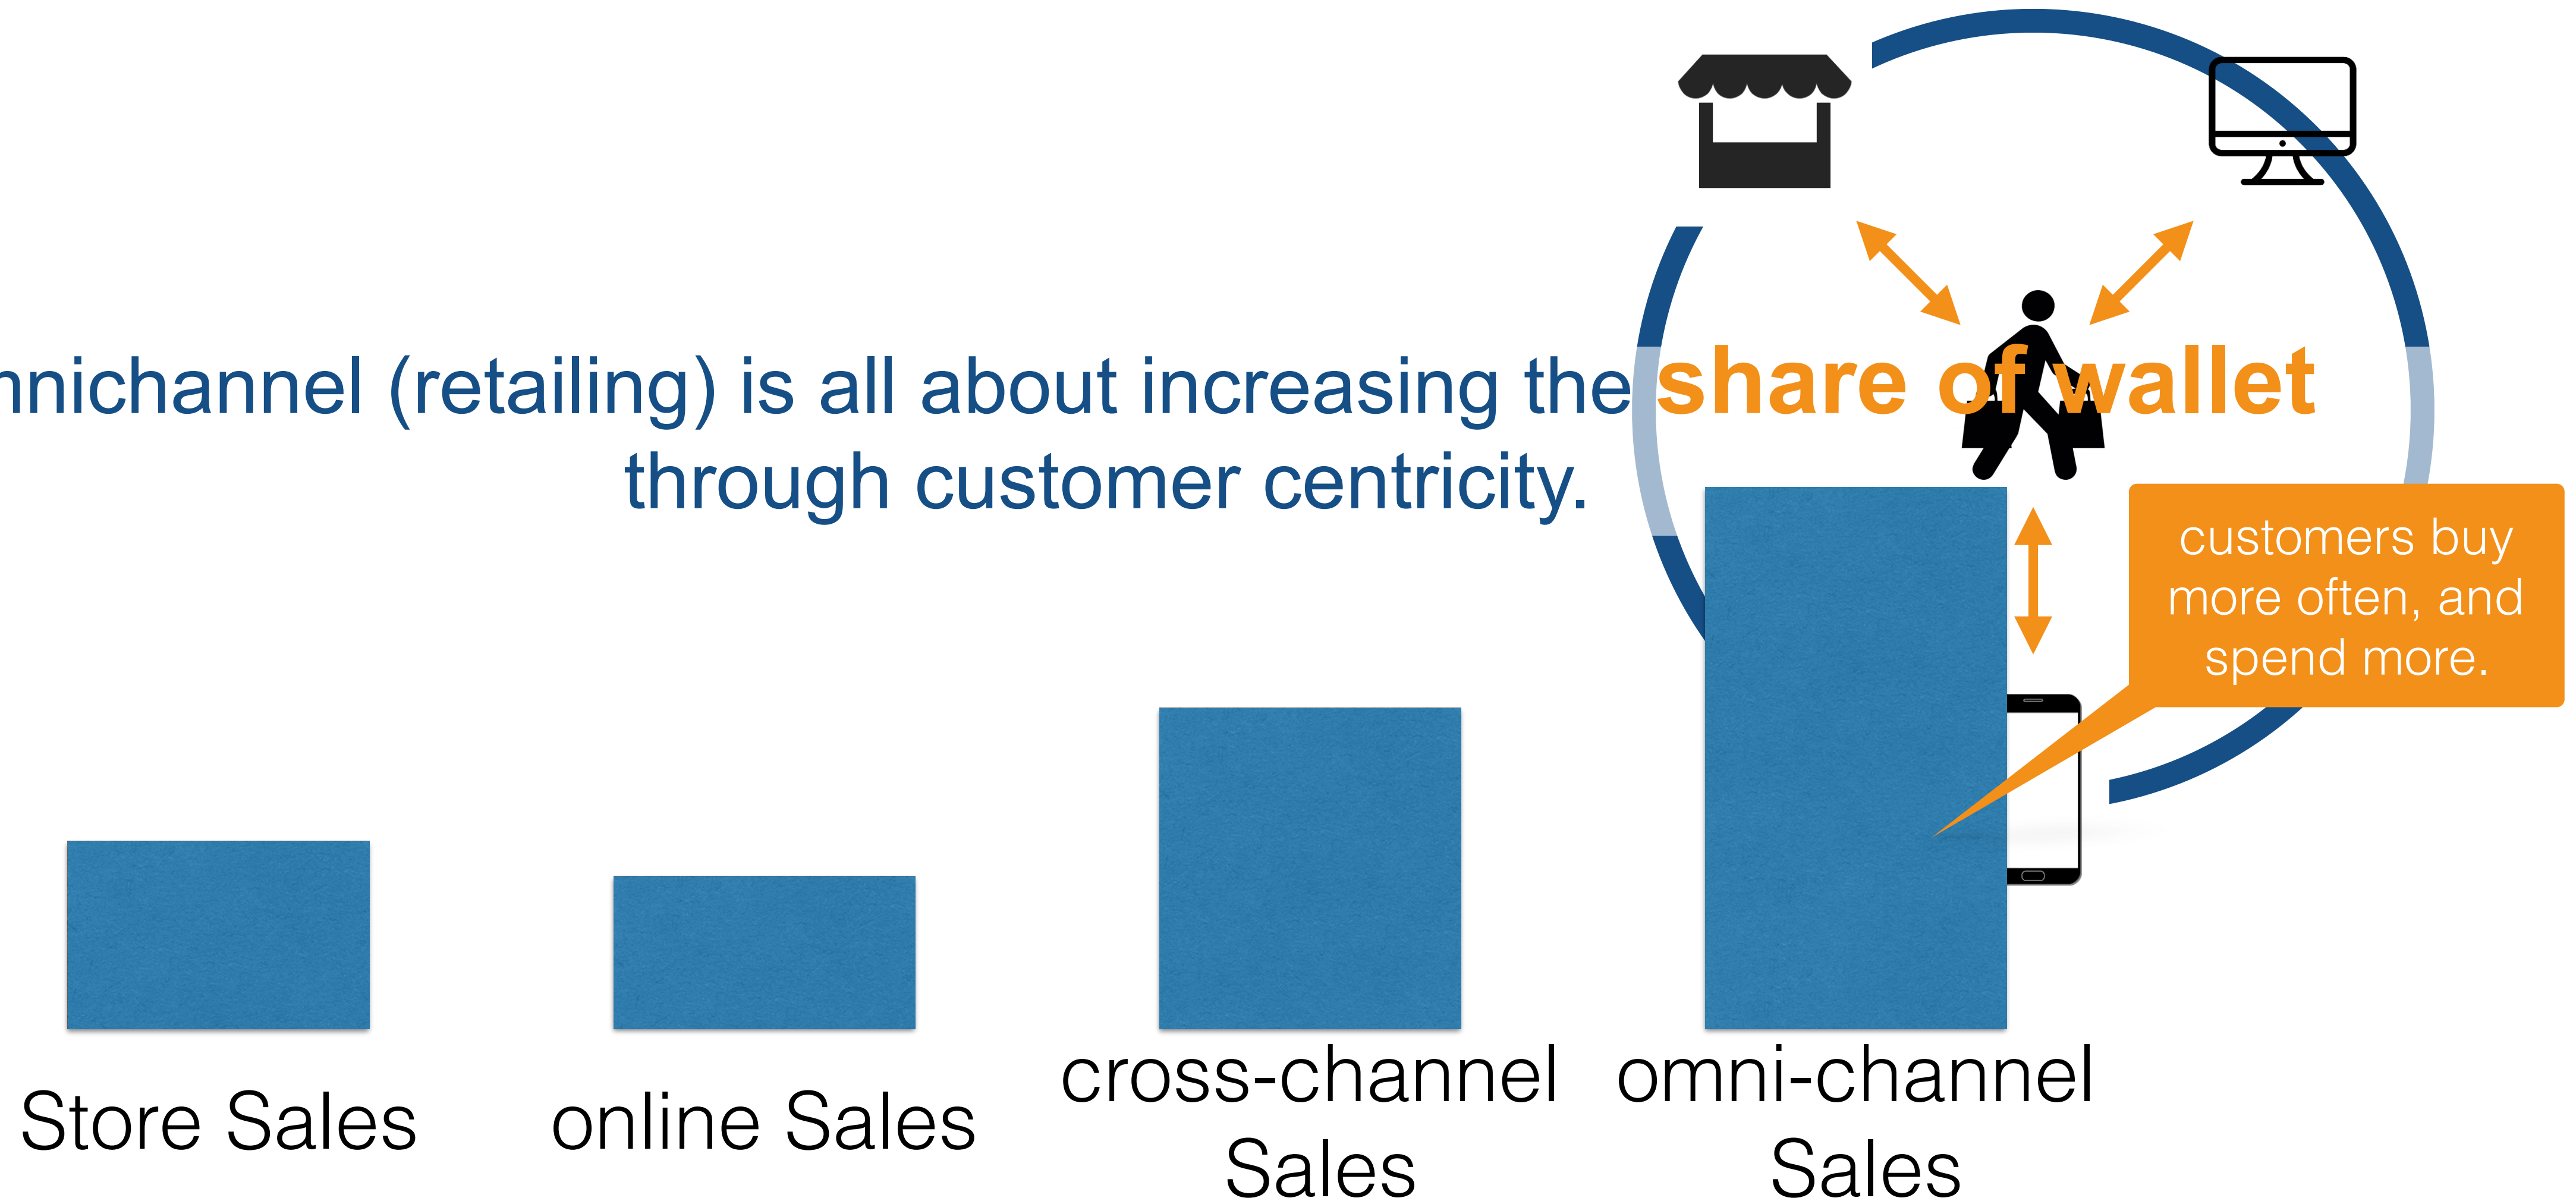 nnichannel (retailing) is all about increasing the share of wallet
through customer centricity.
customers buy
more often, and
spend more.
Store Sales
online Sales
cross-channel
Sales
omni-channel
Sales